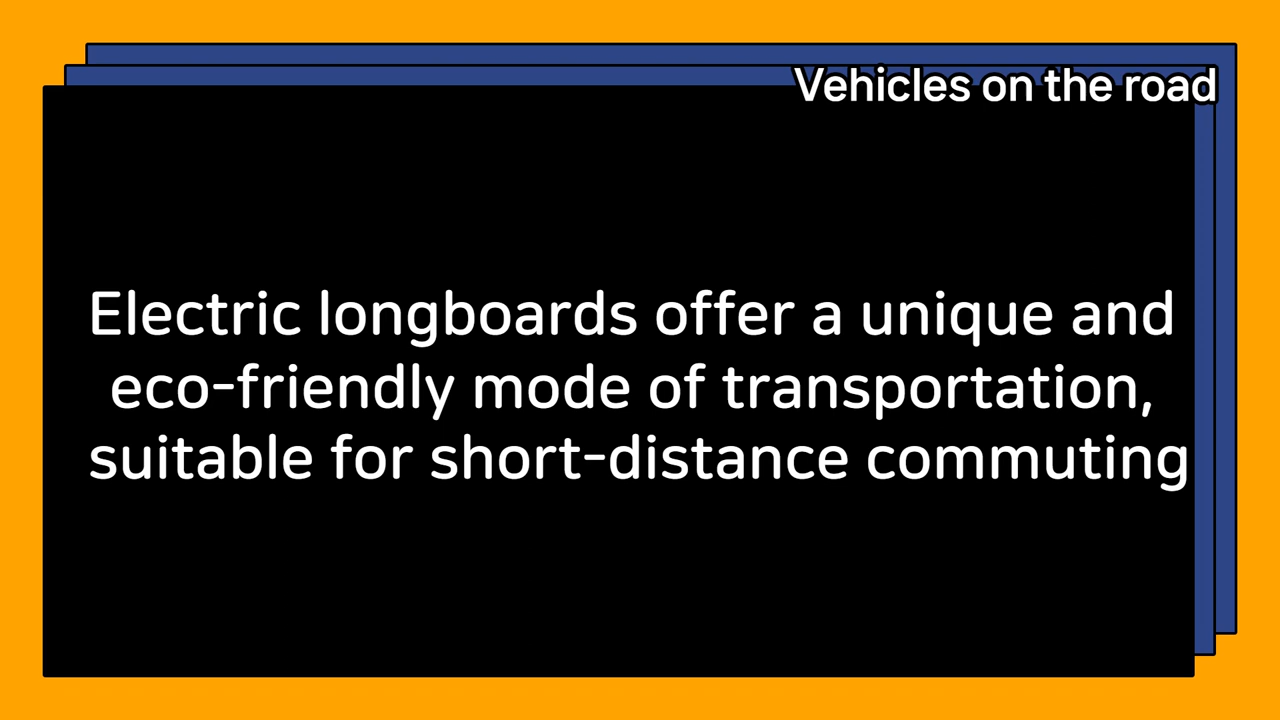 Vehicles on the road
Electric longboards offer a unique and
eco-friendly mode of transportation,
suitable for short-distance commuting